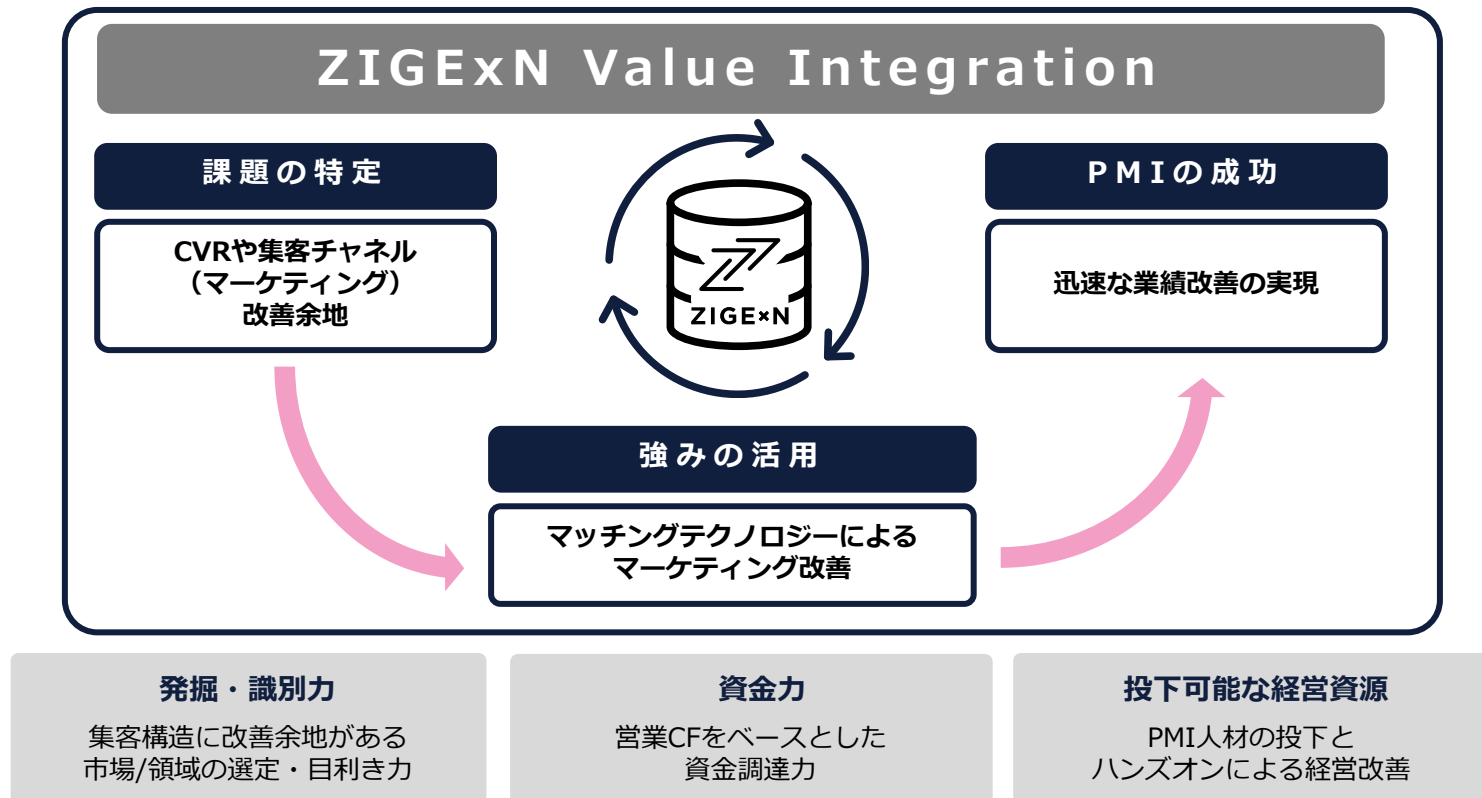 ZIGExN Value Integration
課題の特定
CVRや集客チャネル
（マーケティング）
改善余地
ZIGE×N
PMIの成功
迅速な業績改善の実現
強みの活用
マッチングテクノロジーによる
マーケティング改善
発掘・識別力
集客構造に改善余地がある
市場/領域の選定・目利き力
資金力
営業CFをベースとした
資金調達力
投下可能な経営資源
PMI人材の投下と
ハンズオンによる経営改善